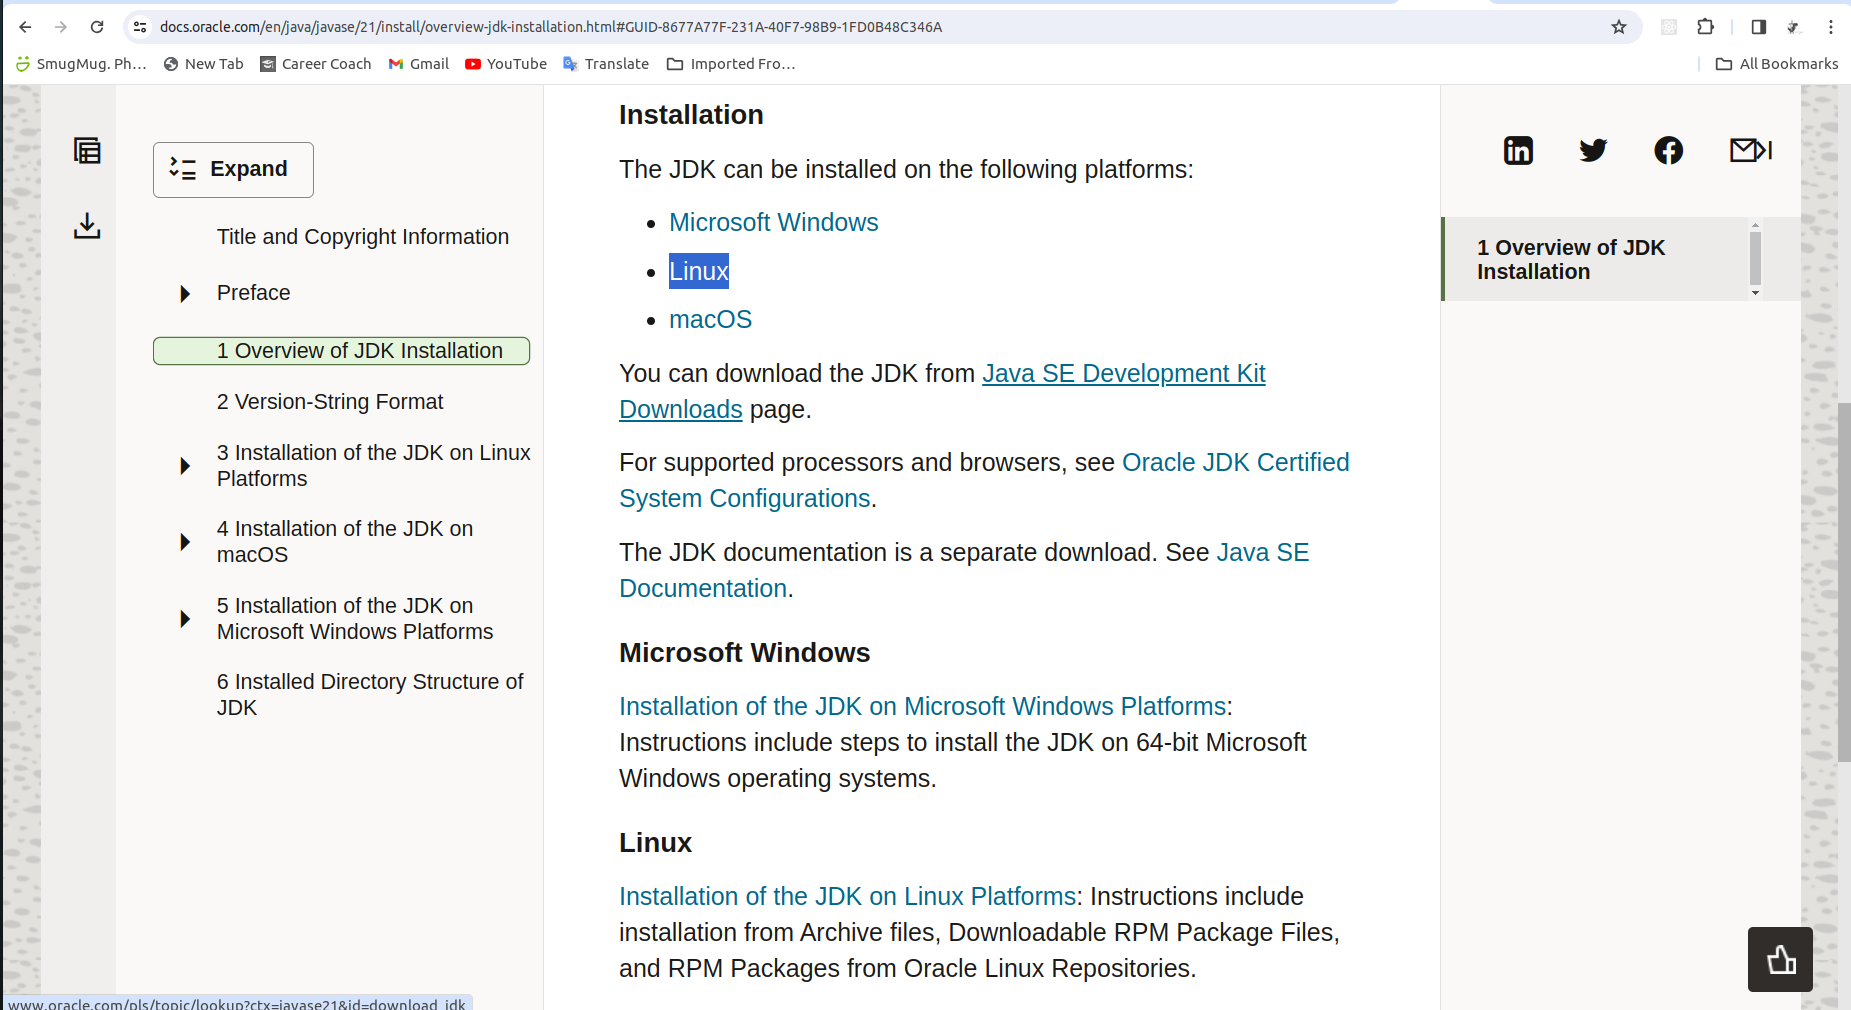 docs.oracle.com/en/java/javase/21/install/overview-jdk-installation.html#GUID-8677A77F-231A-40F7-98B9-1FD0B48C346A
SmugMug. Ph...
New Tab
Career Coach
Gmail
YouTube
Translate
Imported Fro...
All Bookmarks
Expand
Title and Copyright Information
Preface
1 Overview of JDK Installation
2 Version-String Format
3 Installation of the JDK on Linux
Platforms
4 Installation of the JDK on
macOS
5 Installation of the JDK on
Microsoft Windows Platforms
6 Installed Directory Structure of
JDK
Installation
The JDK can be installed on the following platforms:
• Microsoft Windows
• Linux
• macOS
You can download the JDK from Java SE Development Kit
Downloads page.
For supported processors and browsers, see Oracle JDK Certified
System Configurations.
The JDK documentation is a separate download. See Java SE
Documentation.
Microsoft Windows
Installation of the JDK on Microsoft Windows Platforms:
Instructions include steps to install the JDK on 64-bit Microsoft
Windows operating systems.
Linux
Installation of the JDK on Linux Platforms: Instructions include
installation from Archive files, Downloadable RPM Package Files,
and RPM Packages from Oracle Linux Repositories.
in
1 Overview of JDK
Installation
www.oracle.com/pls/topic/lookup?ctx=javase21&id=download_jdk